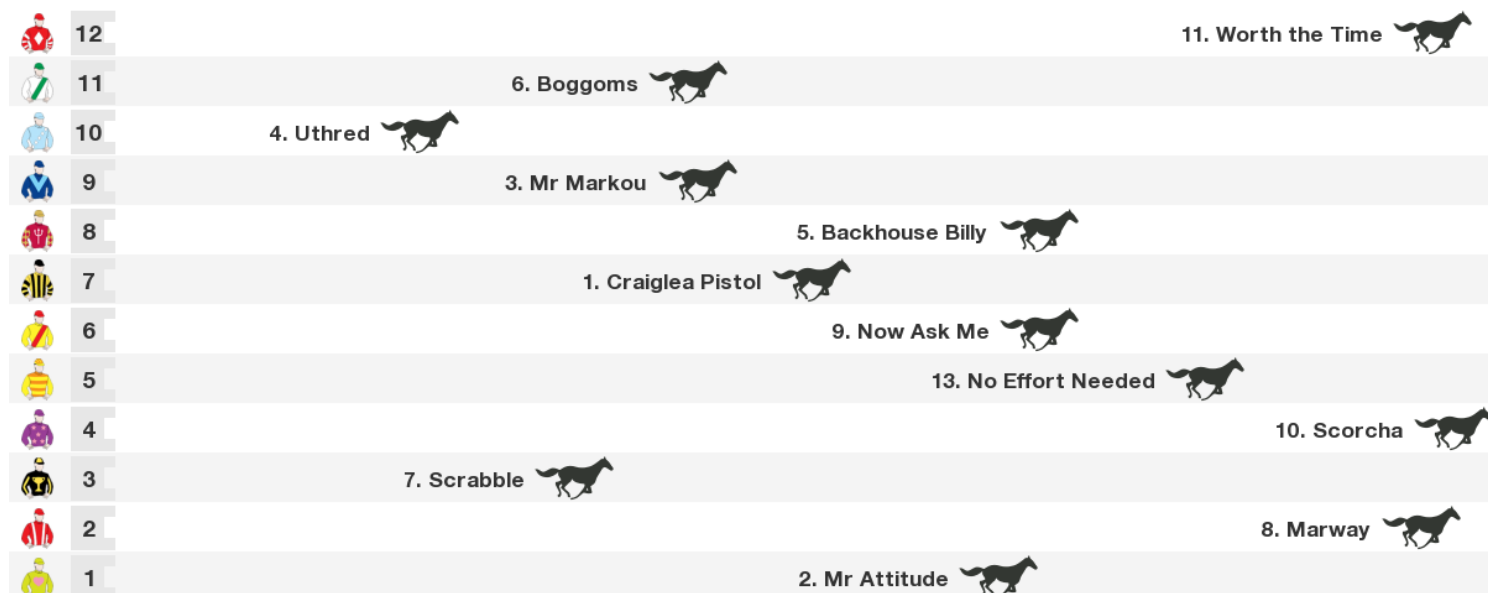 12 11. Worth the Time
11 6. Boggoms
10 4. Uthred
9 3. Mr Markou
8 5. Backhouse Billy
7 1. Craiglea Pistol
6 9. Now Ask Me
5 13. No Effort Needed
4 10. Scorcha
3 7. Scrabble
2 8. Marway
1 2. Mr Attitude